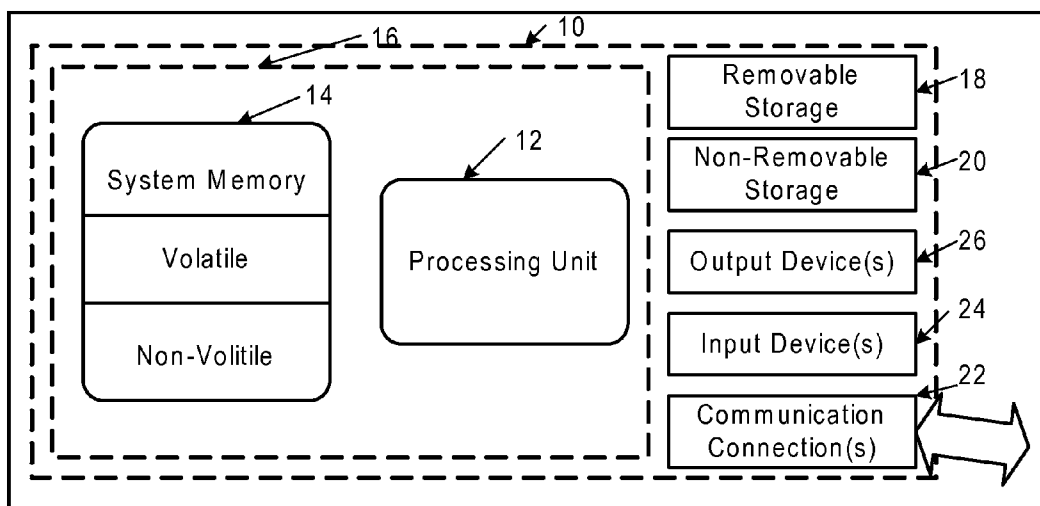 10
16
14
System Memory
Volatile
Non-Volitile
12
Processing Unit
Removable
Storage
18
Non-Removable
Storage
20
Output Device(s)
26
Input Device(s)
24
Communication
Connection(s)
22